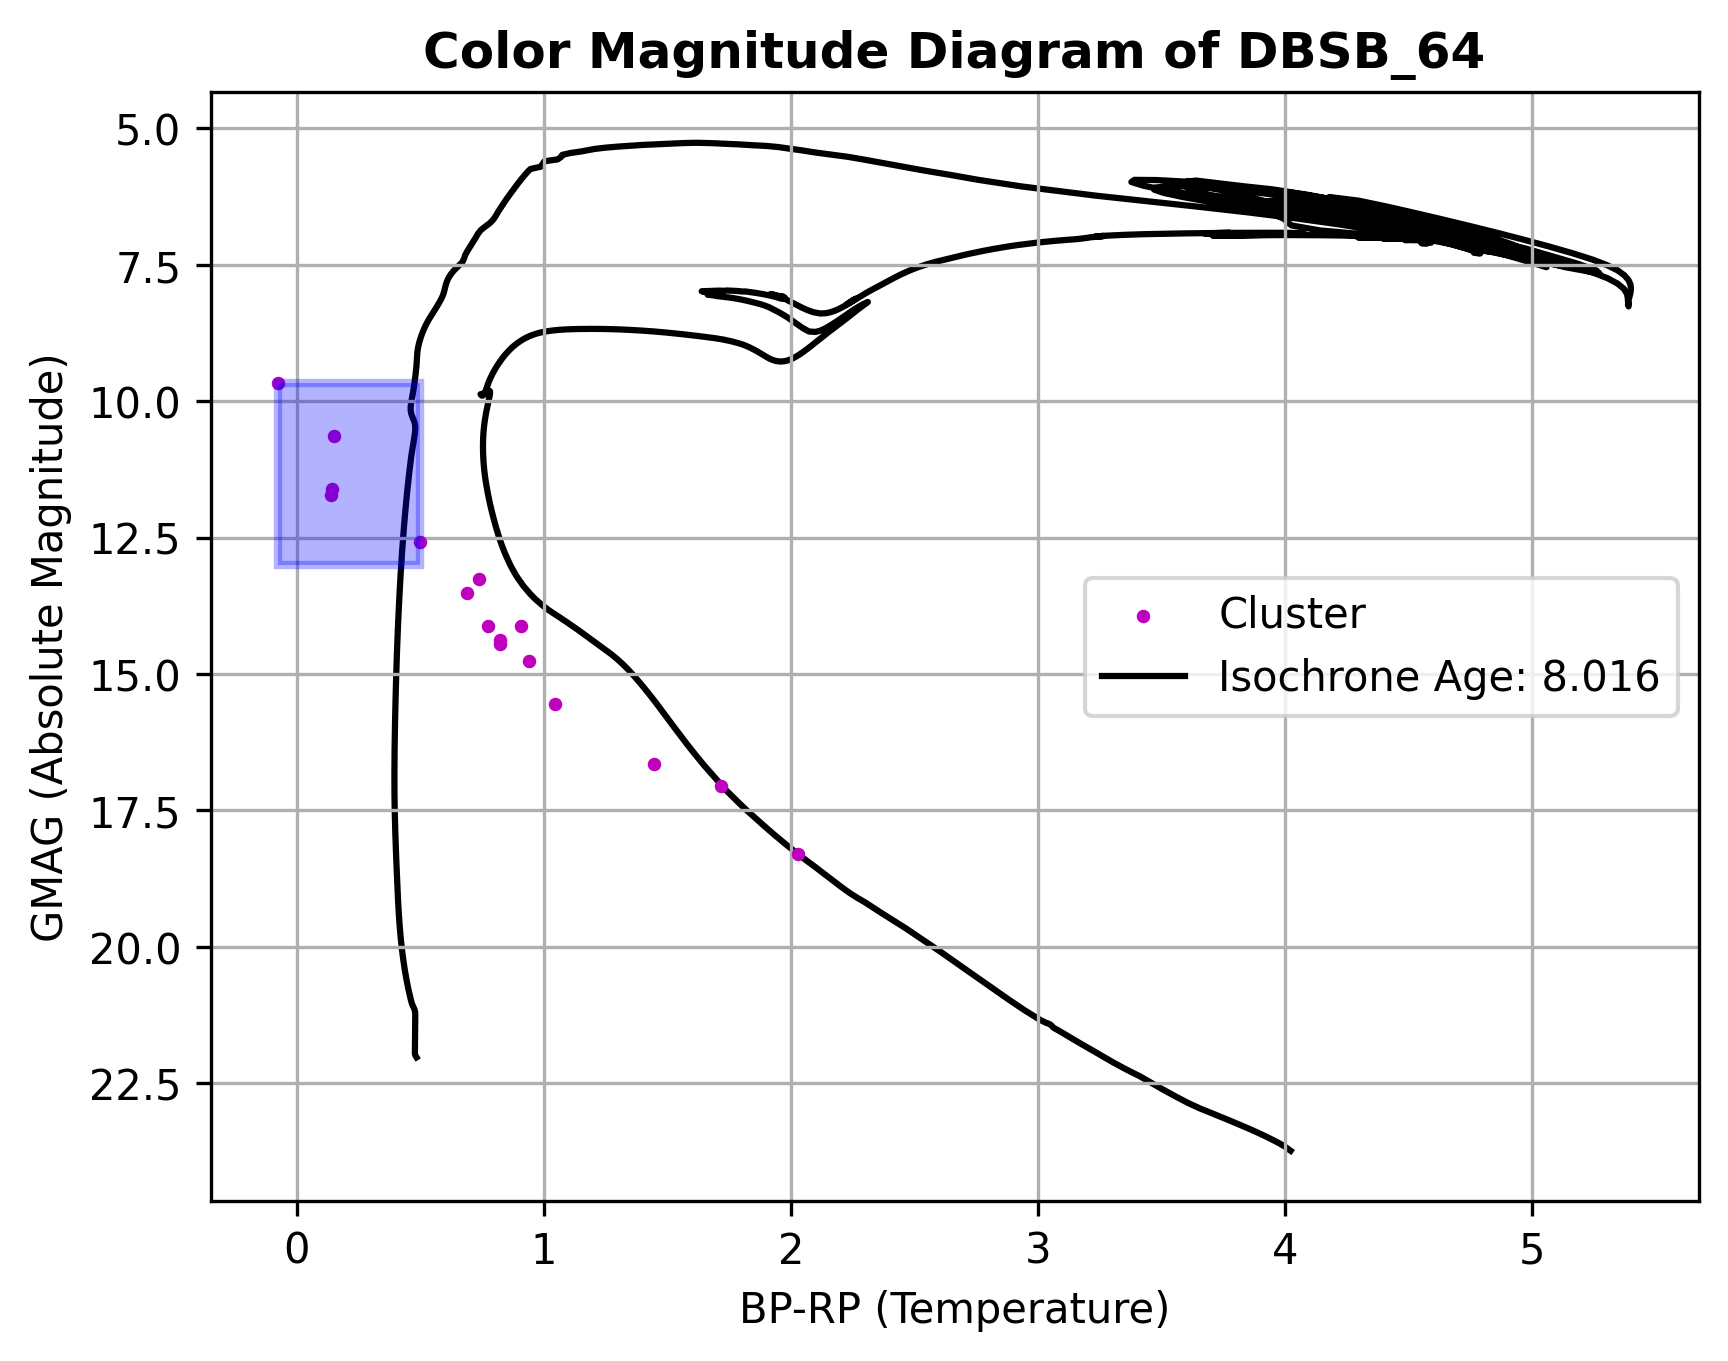 Color Magnitude Diagram of DBSB_64
GMAG (Absolute Magnitude)
5.0
7.5
10.0
12.5
15.0
17.5
20.0
22.5
Cluster
Isochrone Age: 8.016
0 1 2 3 4 5
BP-RP (Temperature)